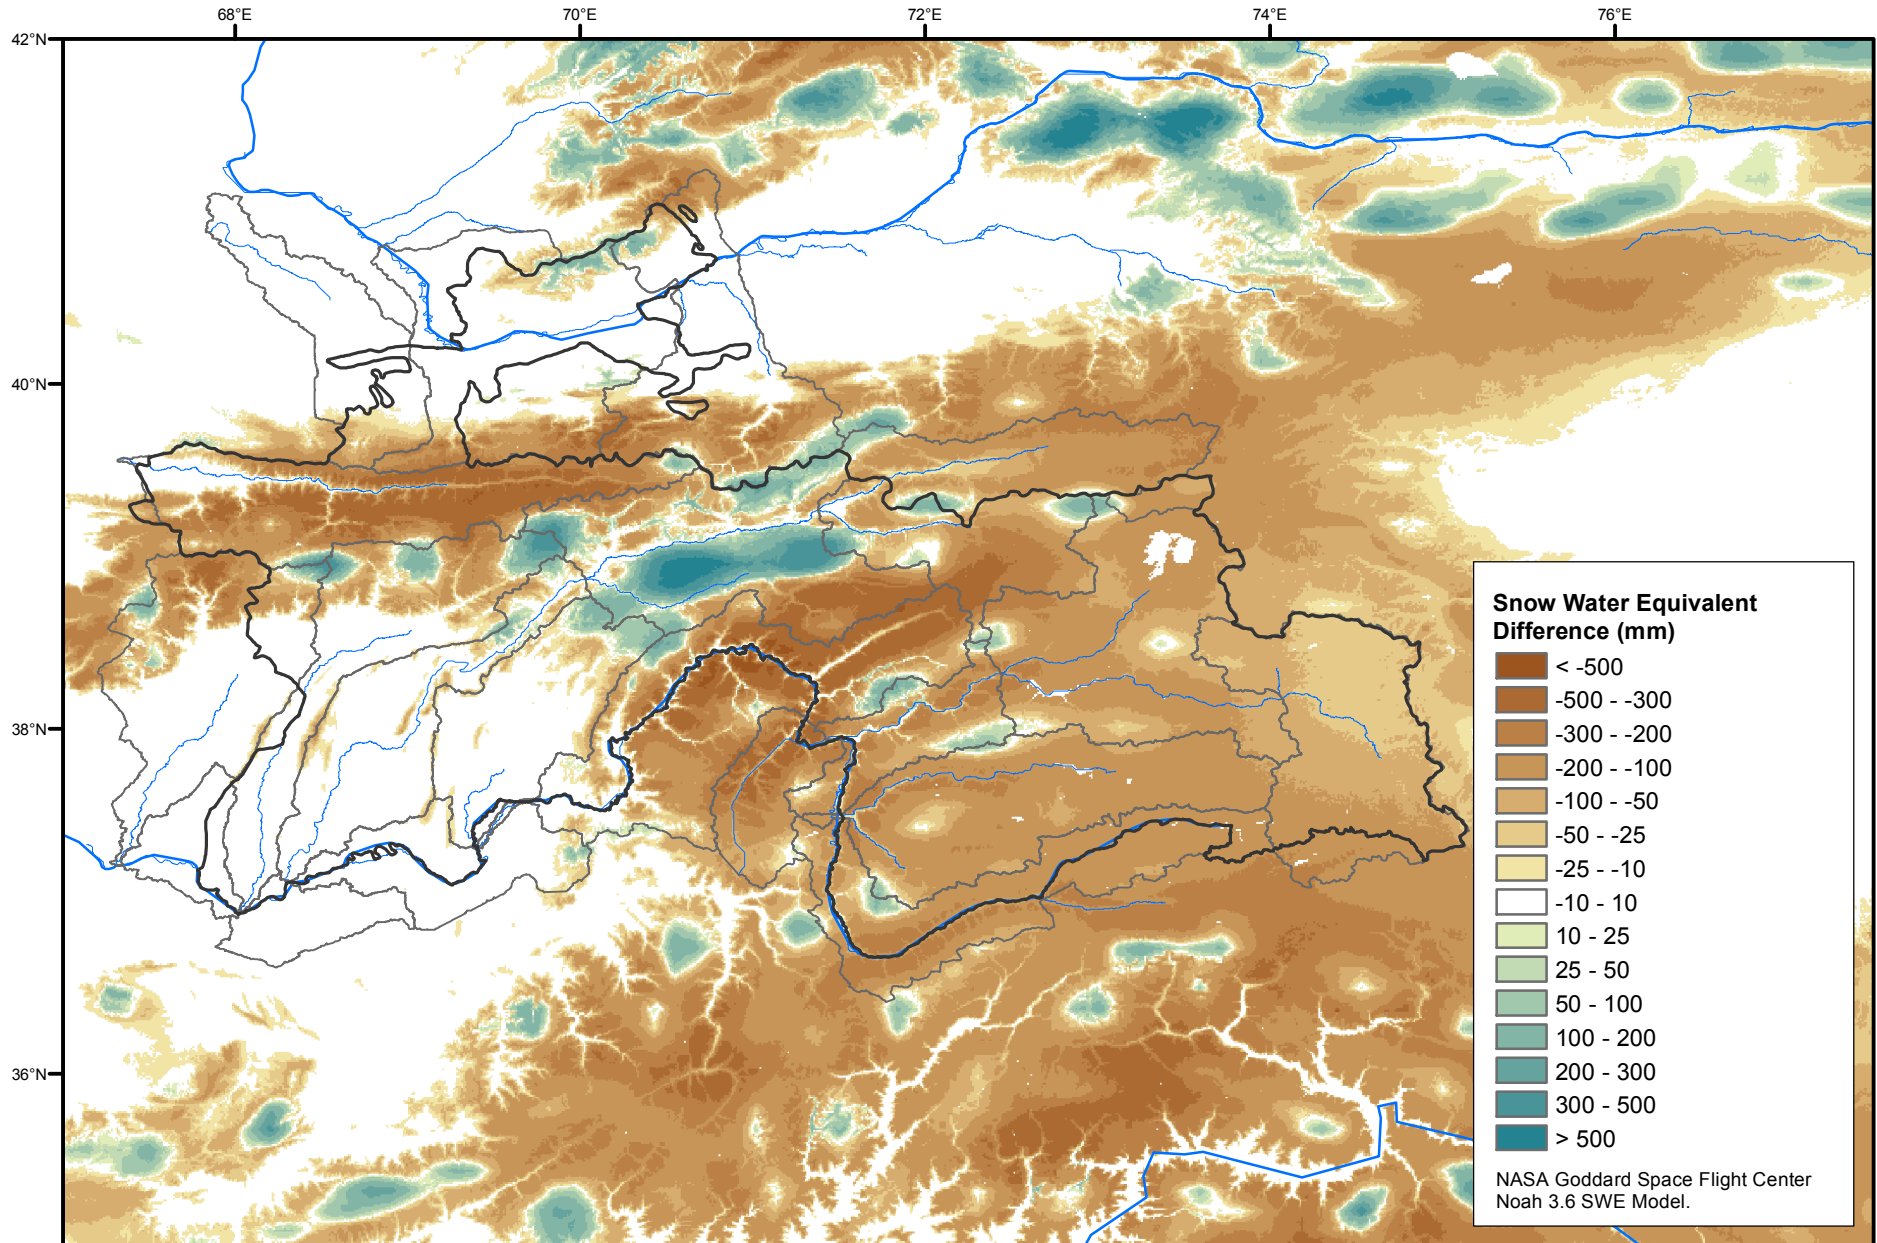 68°E 70°E 72°E 74°E 76°E
42°N
40°N
38°N
36°N
Snow Water Equivalent
Difference (mm)
< -500
-500 - -300
-300 - -200
-200 - -100
-100 - -50
-50 - -25
-25 - -10
-10 - 10
10 - 25
25 - 50
50 - 100
100 - 200
200 - 300
300 - 500
> 500
NASA Goddard Space Flight Center
Noah 3.6 SWE Model.